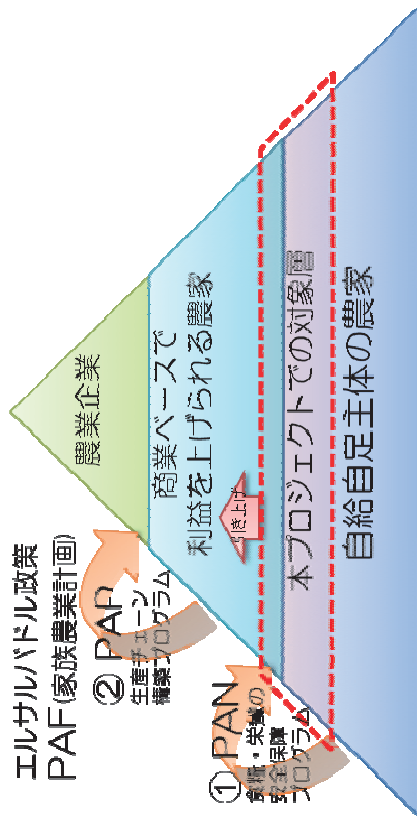 エルサルバドル政策
PAF(家族農業計画)
② PAP
生産チェーン
構築プログラム
① PAN
食糧・栄養の
安全保障
プログラム
農業企業
商業ベースで
利益を上げられる農家
引き上げ
本プロジェクトでの対象層
自給自足主体の農家